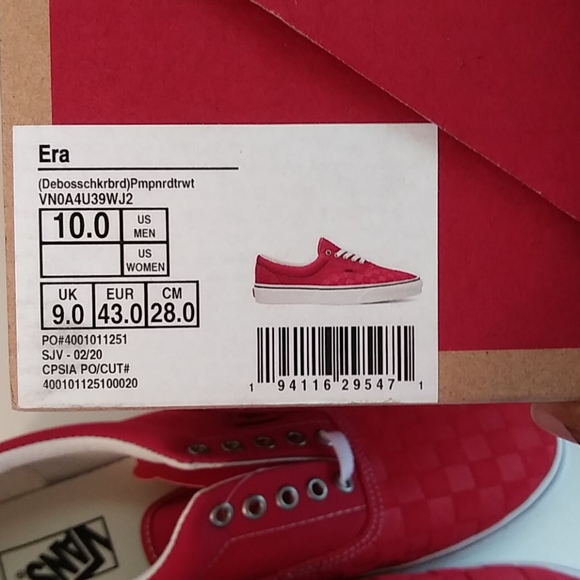 Era
(Debosschkrbrd)Pmpnrdtrwt
VN0A4U39WJ2
10.0 US MEN
US WOMEN
UK EUR CM
9.0 43.0 28.0
PO#4001011251
SJV - 02/20
CPSIA PO/CUT#
400101125100020
1 94116 29547 1
VANS